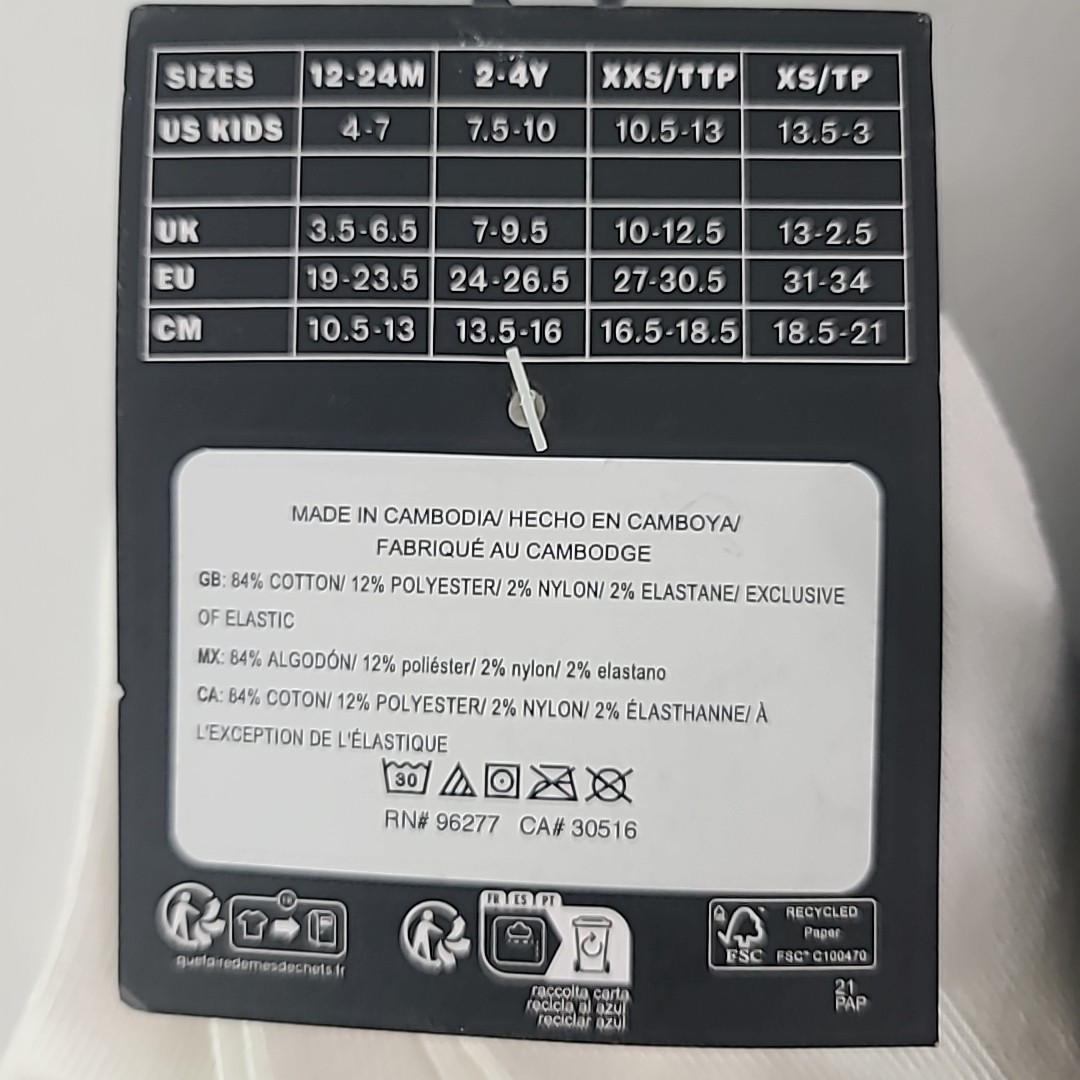 SIZES 12-24M 2-4Y XXS/TTP XS/TP
US KIDS 4-7 7.5-10 10.5-13 13.5-3
UK 3.5-6.5 7-9.5 10-12.5 13-2.5
EU 19-23.5 24-26.5 27-30.5 31-34
CM 10.5-13 13.5-16 16.5-18.5 18.5-21
MADE IN CAMBODIA/ HECHO EN CAMBOYA/
FABRIQUÉ AU CAMBODGE
GB: 84% COTTON/ 12% POLYESTER/ 2% NYLON/ 2% ELASTANE/ EXCLUSIVE
OF ELASTIC
MX: 84% ALGODÓN/ 12% poliéster/ 2% nylon/ 2% elastano
CA: 84% COTON/ 12% POLYESTER/ 2% NYLON/ 2% ÉLASTHANNE/ À
L'EXCEPTION DE L'ÉLASTIQUE
30
RN# 96277 CA# 30516
FR
quefairedemesdechets.fr
FR ES PT
raccolta carta
recicla al azul
reciclar azul
RECYCLED
Paper
FSC FSC® C100470
21
PAP